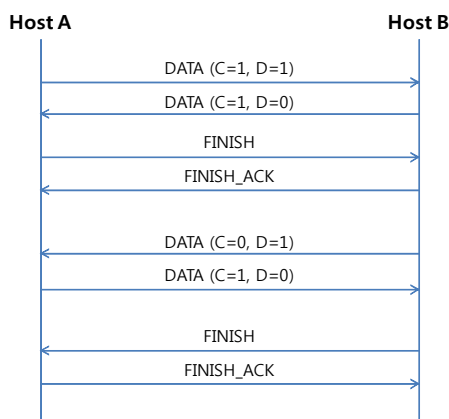 Host A Host B
DATA (C=1, D=1)
DATA (C=1, D=0)
FINISH
FINISH_ACK
DATA (C=0, D=1)
DATA (C=1, D=0)
FINISH
FINISH_ACK